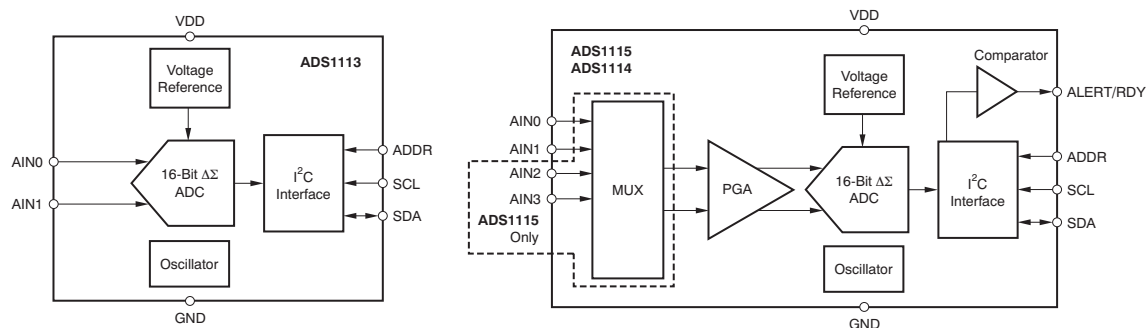 VDD
ADS1113
Voltage
Reference
AIN0
AIN1
16-Bit ΔΣ
ADC
I²C
Interface
ADDR
SCL
SDA
Oscillator
GND
VDD
ADS1115
ADS1114
Comparator
Voltage
Reference
ALERT/RDY
AIN0
AIN1
AIN2
AIN3
MUX
PGA
16-Bit ΔΣ
ADC
I²C
Interface
ADDR
SCL
SDA
ADS1115
Only
Oscillator
GND